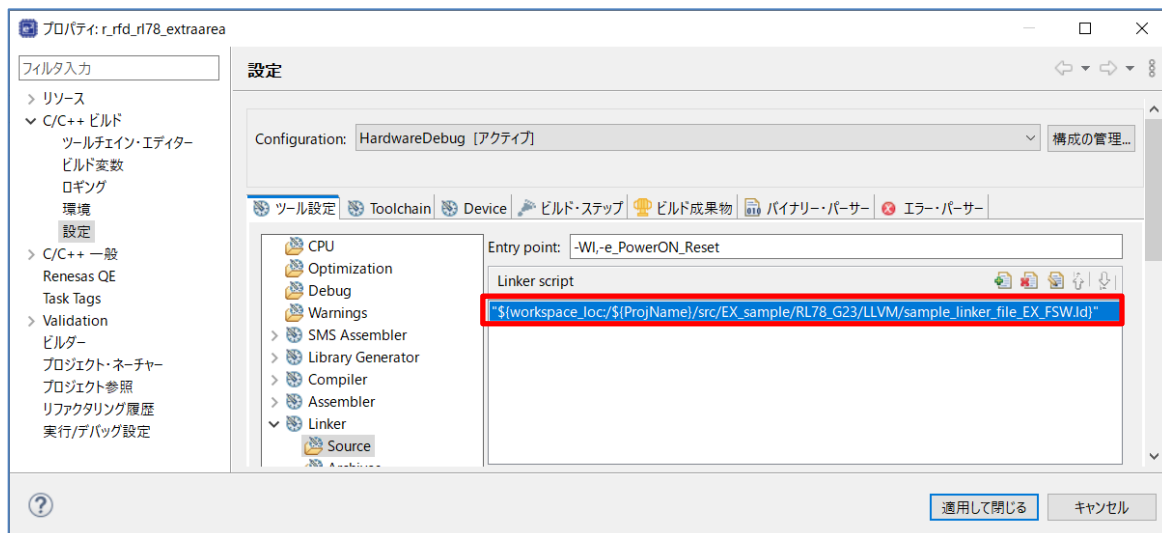 プロパティ: r_rfd_rl78_extraarea
フィルタ入力
リソース
C/C++ ビルド
ツールチェイン・エディター
ビルド変数
ロギング
環境
設定
C/C++ 一般
Renesas QE
Task Tags
Validation
ビルダー
プロジェクト・ネーチャー
プロジェクト参照
リファクタリング履歴
実行/デバッグ設定
設定
Configuration: HardwareDebug [アクティブ]
構成の管理...
ツール設定 Toolchain Device ビルド・ステップ ビルド成果物 バイナリー・パーサー エラー・パーサー
CPU
Optimization
Debug
Warnings
SMS Assembler
Library Generator
Compiler
Assembler
Linker
Source
Archives
Entry point: -Wl,-e_PowerON_Reset
Linker script
"${workspace_loc:/${ProjName}/src/EX_sample/RL78_G23/LLVM/sample_linker_file_EX_FSW.ld}"
適用して閉じる
キャンセル